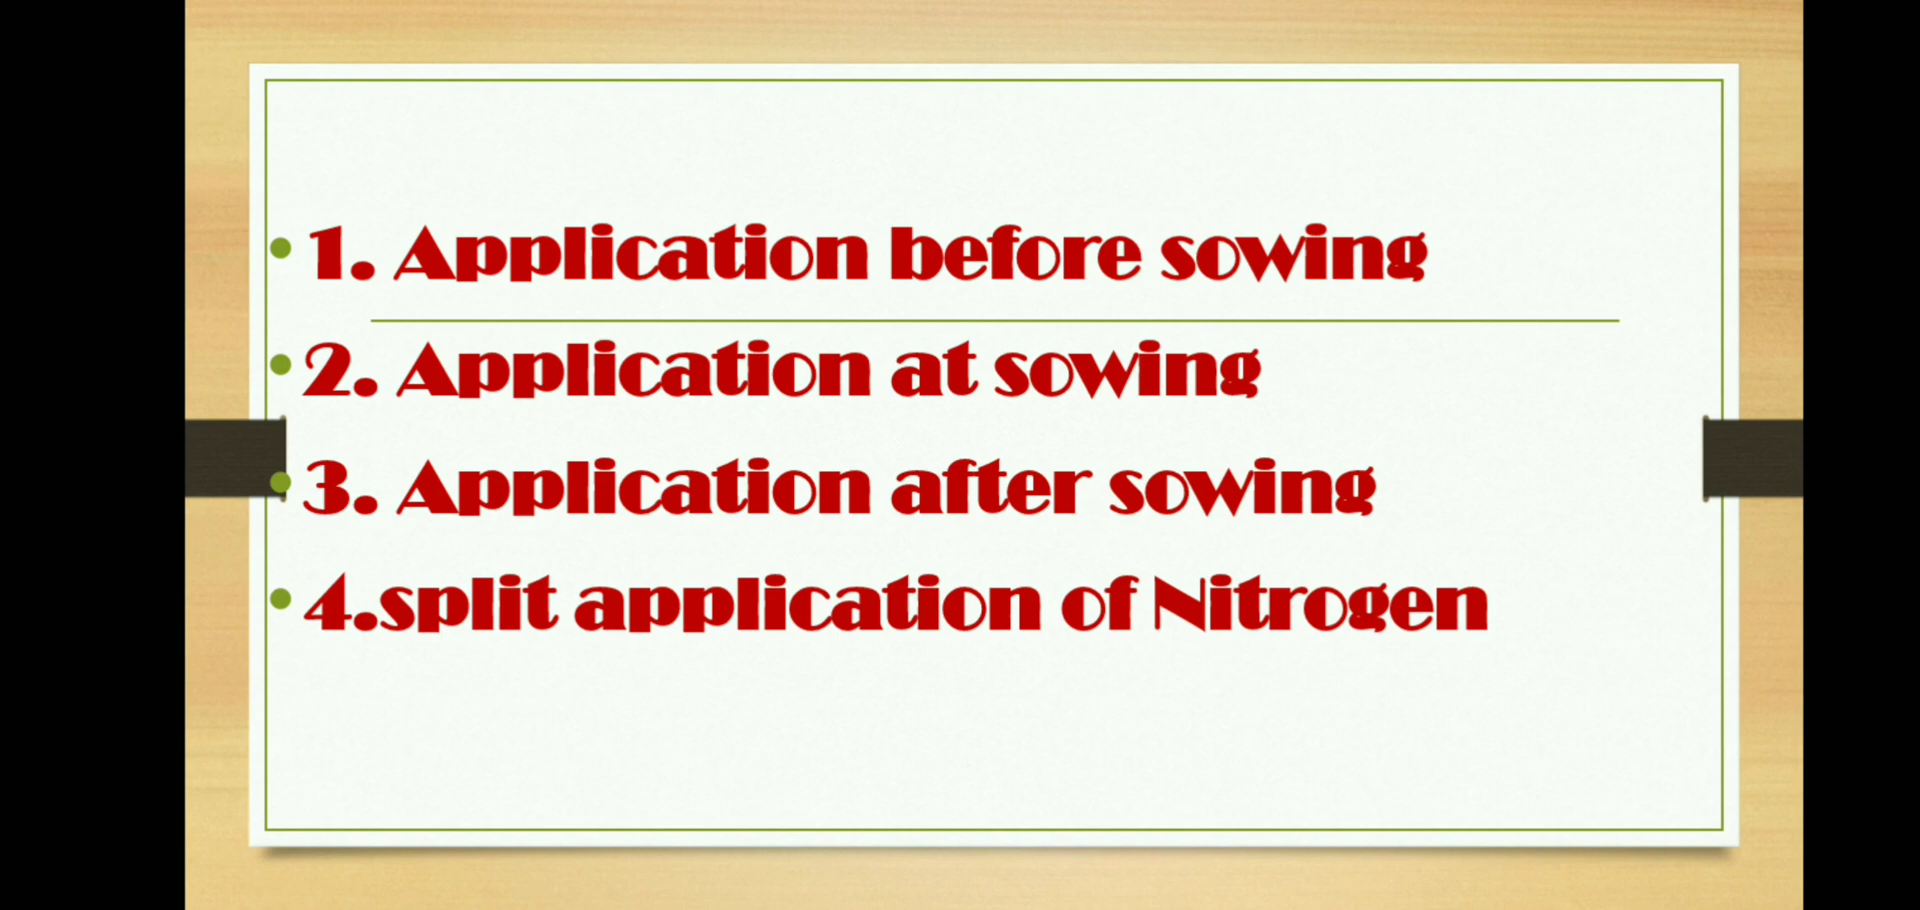 • 1. Application before sowing
• 2. Application at sowing
• 3. Application after sowing
• 4.split application of Nitrogen